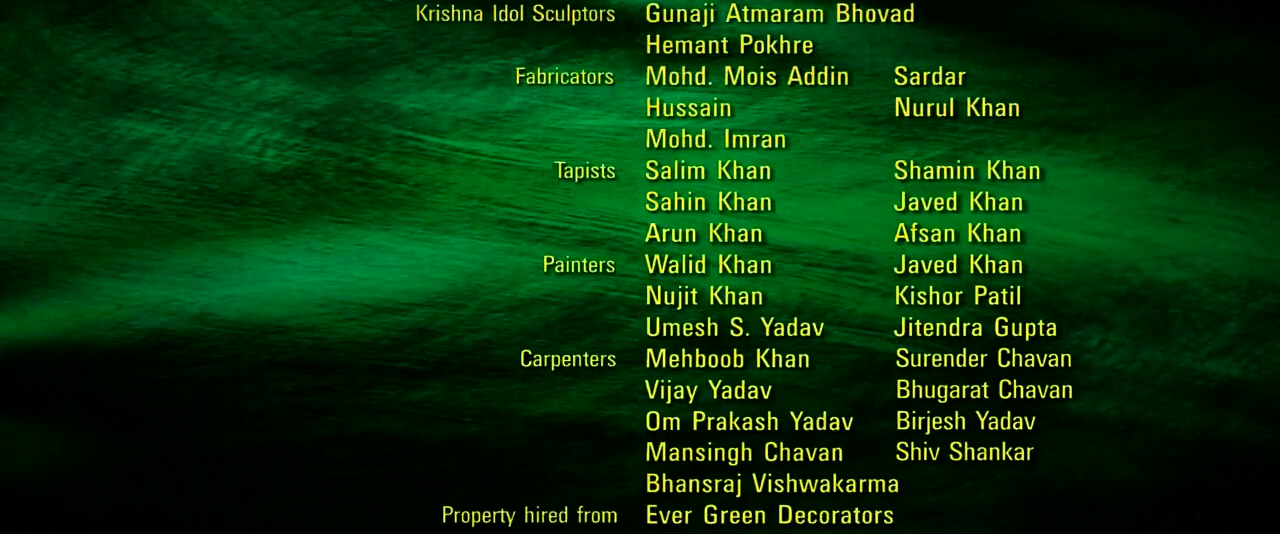 Krishna Idol Sculptors Gunaji Atmaram Bhovad
Hemant Pokhre
Fabricators Mohd. Mois Addin Sardar
Hussain Nurul Khan
Mohd. Imran
Tapists Salim Khan Shamin Khan
Sahin Khan Javed Khan
Arun Khan Afsan Khan
Painters Walid Khan Javed Khan
Nujit Khan Kishor Patil
Umesh S. Yadav Jitendra Gupta
Carpenters Mehboob Khan Surender Chavan
Vijay Yadav Bhugarat Chavan
Om Prakash Yadav Birjesh Yadav
Mansingh Chavan Shiv Shankar
Bhansraj Vishwakarma
Property hired from Ever Green Decorators